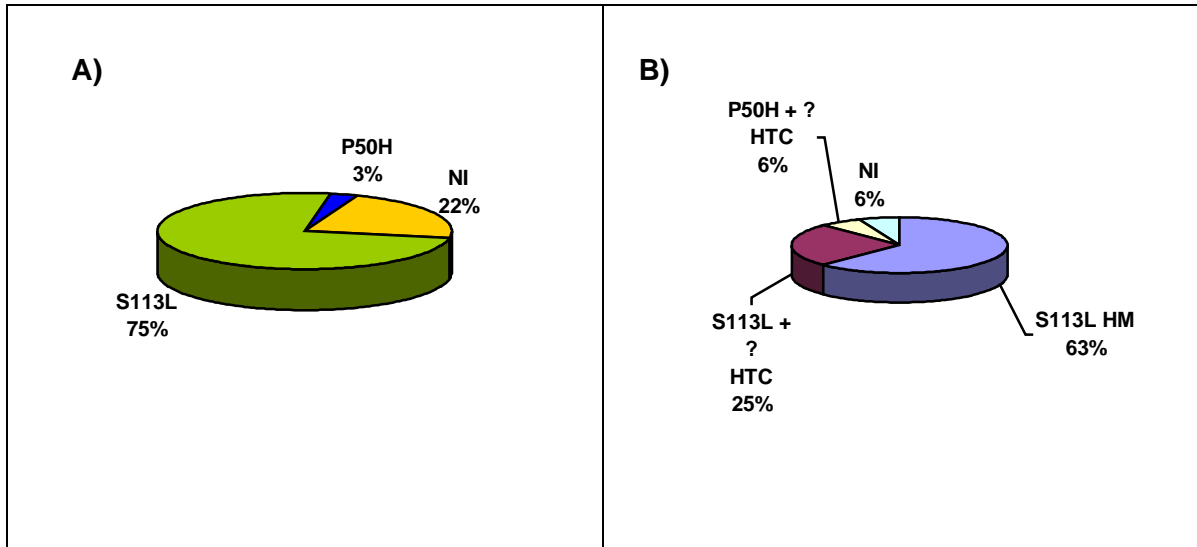 A)
P50H
3%
NI
22%
S113L
75%
B)
P50H + ?
HTC
6%
NI
6%
S113L +
?
HTC
25%
S113L HM
63%